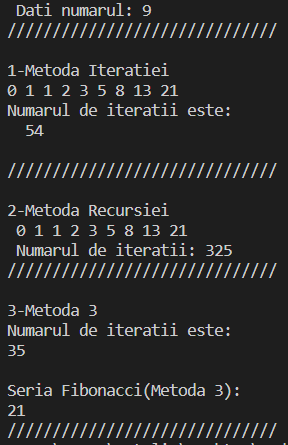 Dati numarul: 9
//////////////////////////////
1-Metoda Iteratiei
0 1 1 2 3 5 8 13 21
Numarul de iteratii este:
54
//////////////////////////////
2-Metoda Recursiei
0 1 1 2 3 5 8 13 21
Numarul de iteratii: 325
//////////////////////////////
3-Metoda 3
Numarul de iteratii este:
35
Seria Fibonacci(Metoda 3):
21
//////////////////////////////